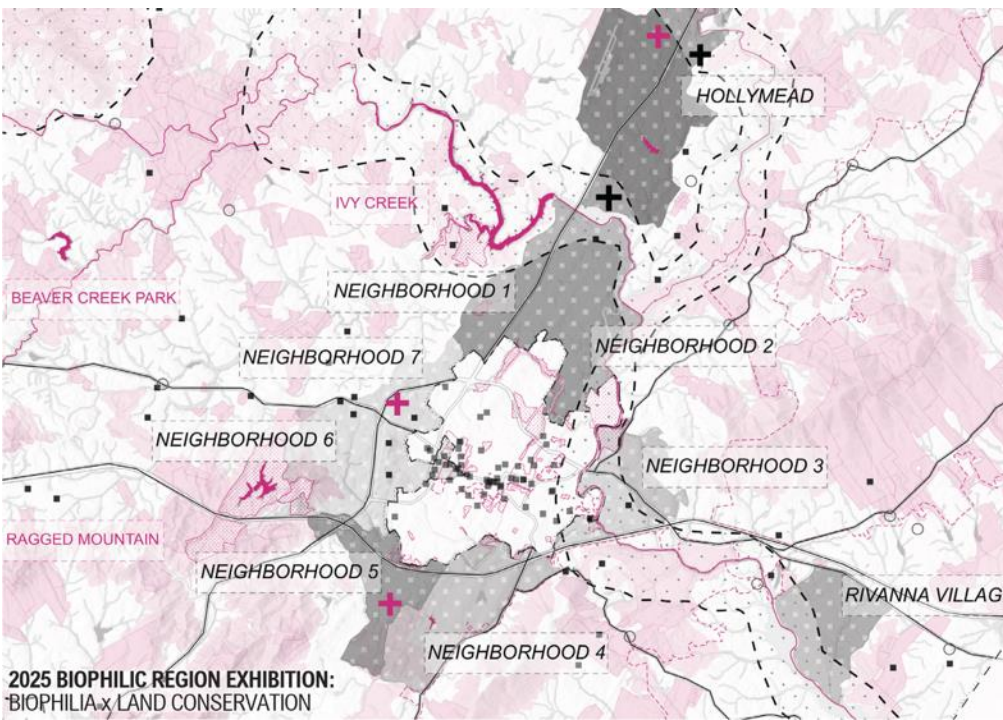 HOLLYMEAD
IVY CREEK
NEIGHBORHOOD 1
BEAVER CREEK PARK
NEIGHBORHOOD 7
NEIGHBORHOOD 2
NEIGHBORHOOD 6
NEIGHBORHOOD 3
RAGGED MOUNTAIN
NEIGHBORHOOD 5
RIVANNA VILLAG
NEIGHBORHOOD 4
2025 BIOPHILIC REGION EXHIBITION:
BIOPHILIA x LAND CONSERVATION